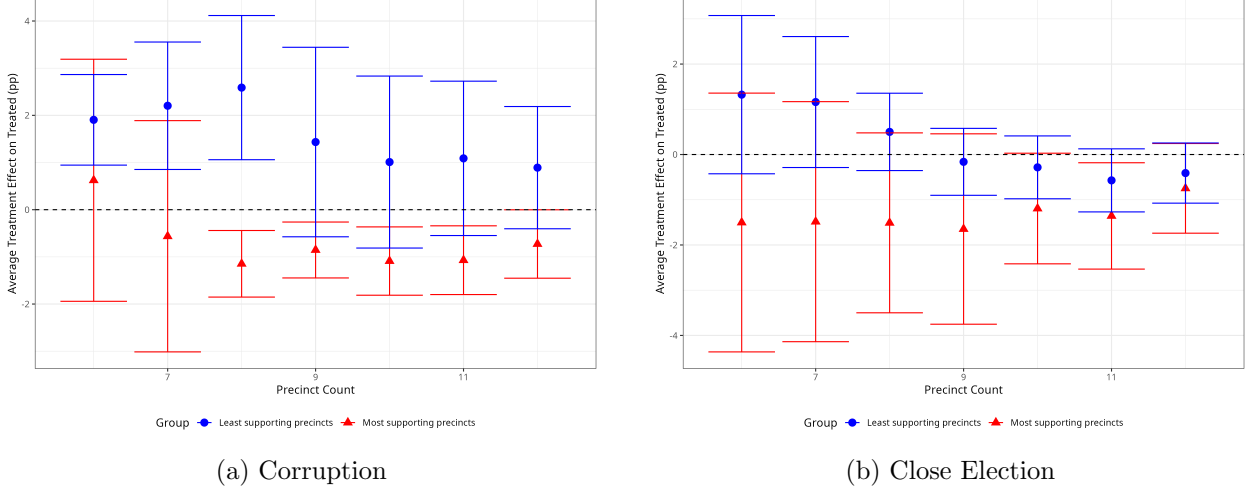 Average Treatment Effect on Treated (pp)
4
2
0
-2
7
9
11
Precinct Count
Group Least supporting precincts Most supporting precincts
(a) Corruption
Average Treatment Effect on Treated (pp)
2
0
-2
-4
7
9
11
Precinct Count
Group Least supporting precincts Most supporting precincts
(b) Close Election